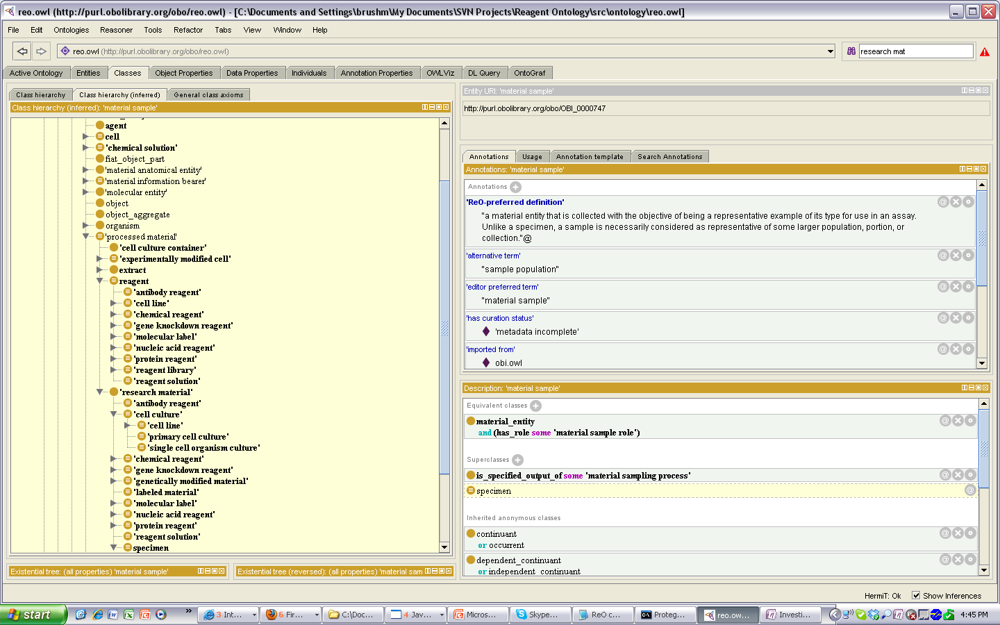 reo.owl (http://purl.obolibrary.org/obo/reo.owl) - [C:\Documents and Settings\brushm\My Documents\SVN Projects\Reagent Ontology\src\ontology\reo.owl]
File Edit Ontologies Reasoner Tools Refactor Tabs View Window Help
reo.owl (http://purl.obolibrary.org/obo/reo.owl)
research mat
Active Ontology Entities Classes Object Properties Data Properties Individuals Annotation Properties OWLViz DL Query OntoGraf
Class hierarchy Class hierarchy (inferred) General class axioms
Class hierarchy (inferred): 'material sample'
agent
cell
'chemical solution'
fiat_object_part
'material anatomical entity'
'material information bearer'
'molecular entity'
object
object_aggregate
organism
'processed material'
'cell culture container'
'experimentally modified cell'
extract
reagent
'antibody reagent'
'cell line'
'chemical reagent'
'gene knockdown reagent'
'molecular label'
'nucleic acid reagent'
'protein reagent'
'reagent library'
'reagent solution'
'research material'
'antibody reagent'
'cell culture'
'cell line'
'primary cell culture'
'single cell organism culture'
'chemical reagent'
'gene knockdown reagent'
'genetically modified material'
'labeled material'
'molecular label'
'nucleic acid reagent'
'protein reagent'
'reagent solution'
specimen
Existential tree: (all properties) 'material sample'
Existential tree (reversed): (all properties) 'material sam
Entity URI: 'material sample'
http://purl.obolibrary.org/obo/OBI_0000747
Annotations Usage Annotation template Search Annotations
Annotations: 'material sample'
Annotations
'ReO-preferred definition'
"a material entity that is collected with the objective of being a representative example of its type for use in an assay.
Unlike a specimen, a sample is necessarily considered as representative of some larger population, portion, or
collection."@
'alternative term'
"sample population"
'editor preferred term'
"material sample"
'has curation status'
'metadata incomplete'
'imported from'
obi.owl
Description: 'material sample'
Equivalent classes
material_entity
and (has_role some 'material sample role')
Superclasses
is_specified_output_of some 'material sampling process'
specimen
Inherited anonymous classes
continuant
or occurrent
dependent_continuant
or independent_continuant
HermiT: Ok Show Inferences
start
3 Int...
6 Fir...
C:\Doc...
4 Jav...
Micros...
Skype...
ReO c...
Proteg...
reo.ow...
Investi...
4:45 PM